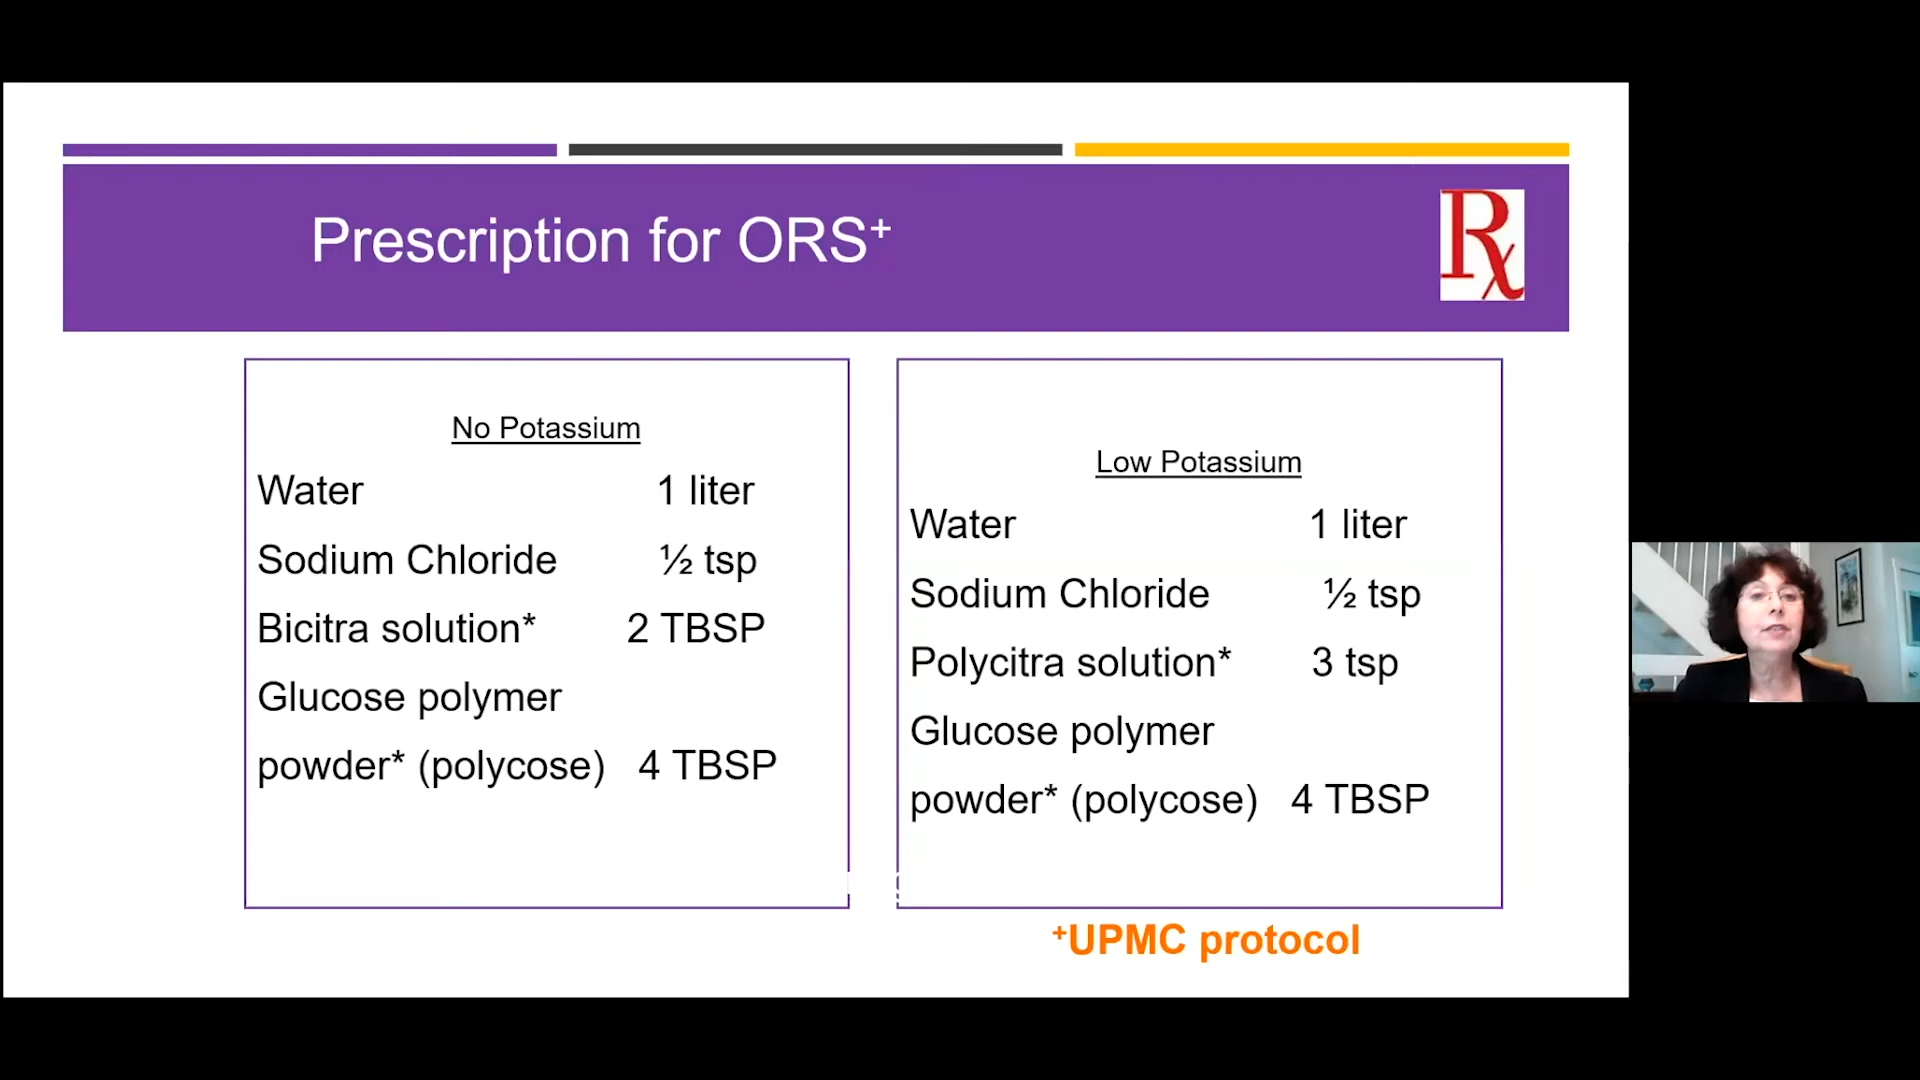 Prescription for ORS⁺
Rx
No Potassium
Water 1 liter
Sodium Chloride ½ tsp
Bicitra solution* 2 TBSP
Glucose polymer
powder* (polycose) 4 TBSP
Low Potassium
Water 1 liter
Sodium Chloride ½ tsp
Polycitra solution* 3 tsp
Glucose polymer
powder* (polycose) 4 TBSP
⁺UPMC protocol